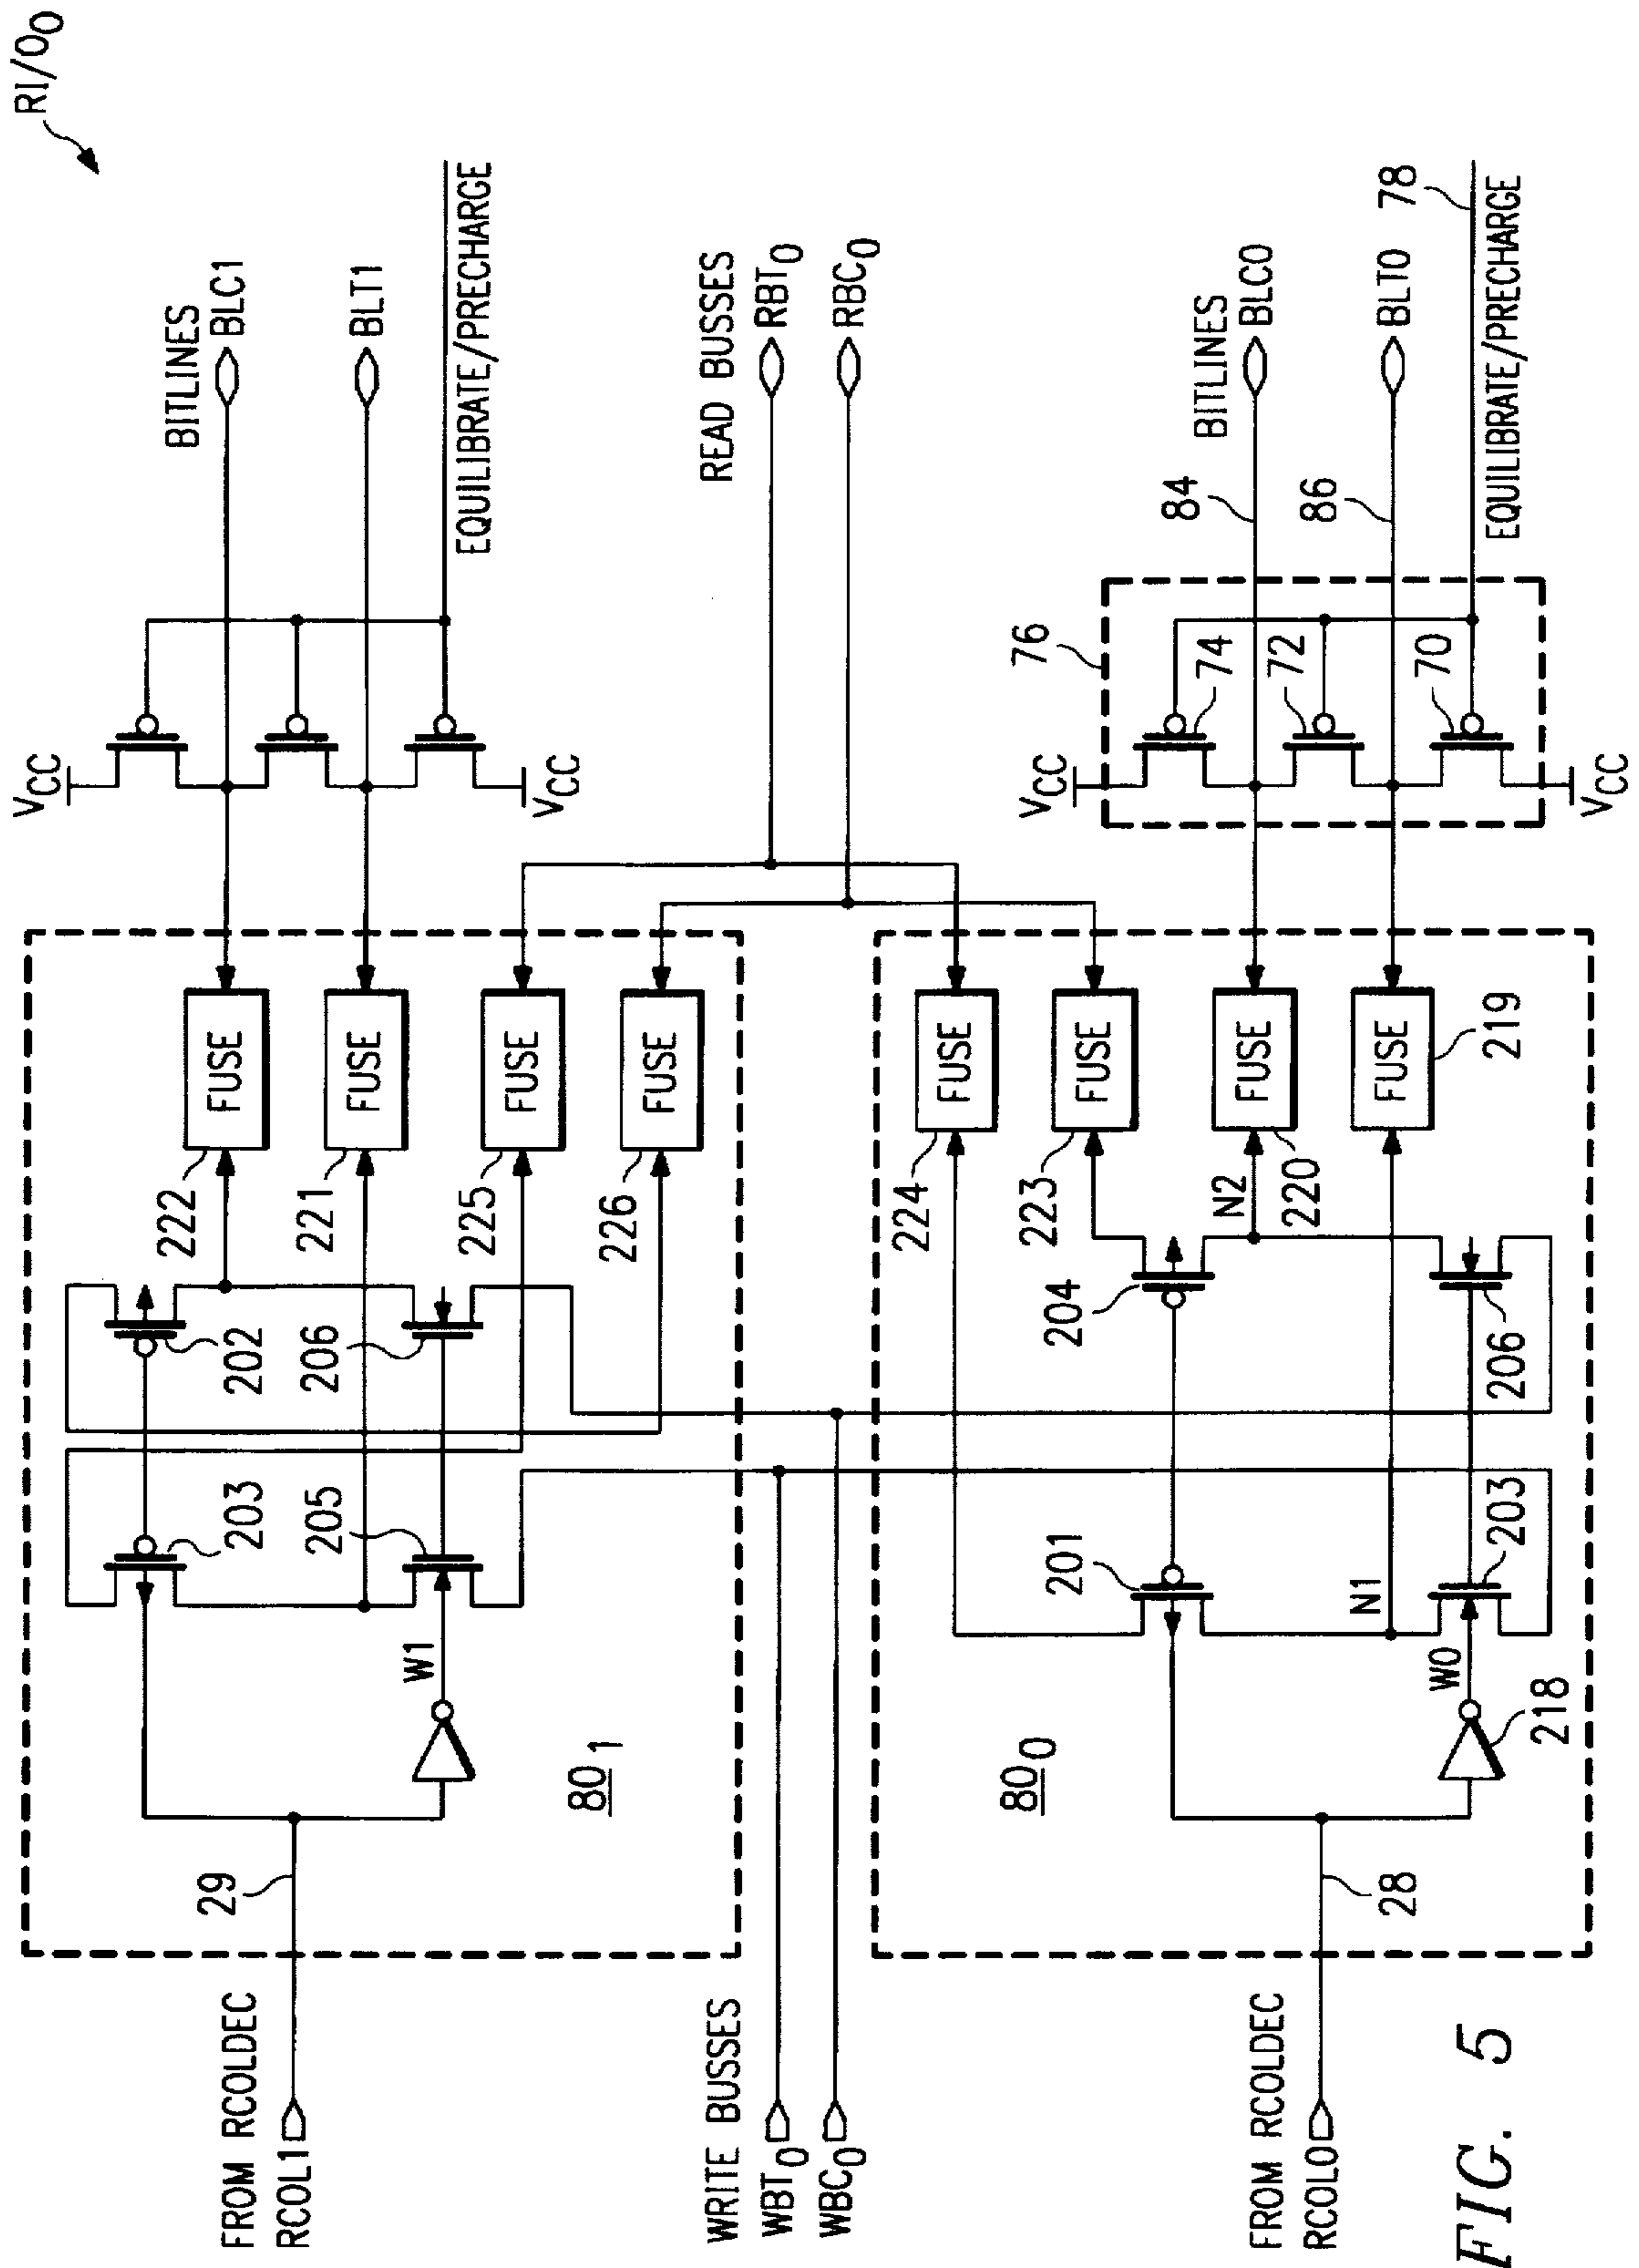 RI/O0
FROM RCOLDEC
RCOL1
29
80 1
W1
203
205
202
206
222
221
225
226
FUSE
FUSE
FUSE
FUSE
VCC
VCC
BITLINES
BLC1
BLT1
EQUILIBRATE/PRECHARGE
WRITE BUSSES
WBT0
WBC0
READ BUSSES
RBT0
RBC0
FROM RCOLDEC
RCOL0
28
80 0
218
W0
N1
201
203
204
206
N2
224
223
220
219
FUSE
FUSE
FUSE
FUSE
VCC
VCC
76
74
72
70
84
86
78
BITLINES
BLC0
BLT0
EQUILIBRATE/PRECHARGE
FIG. 5